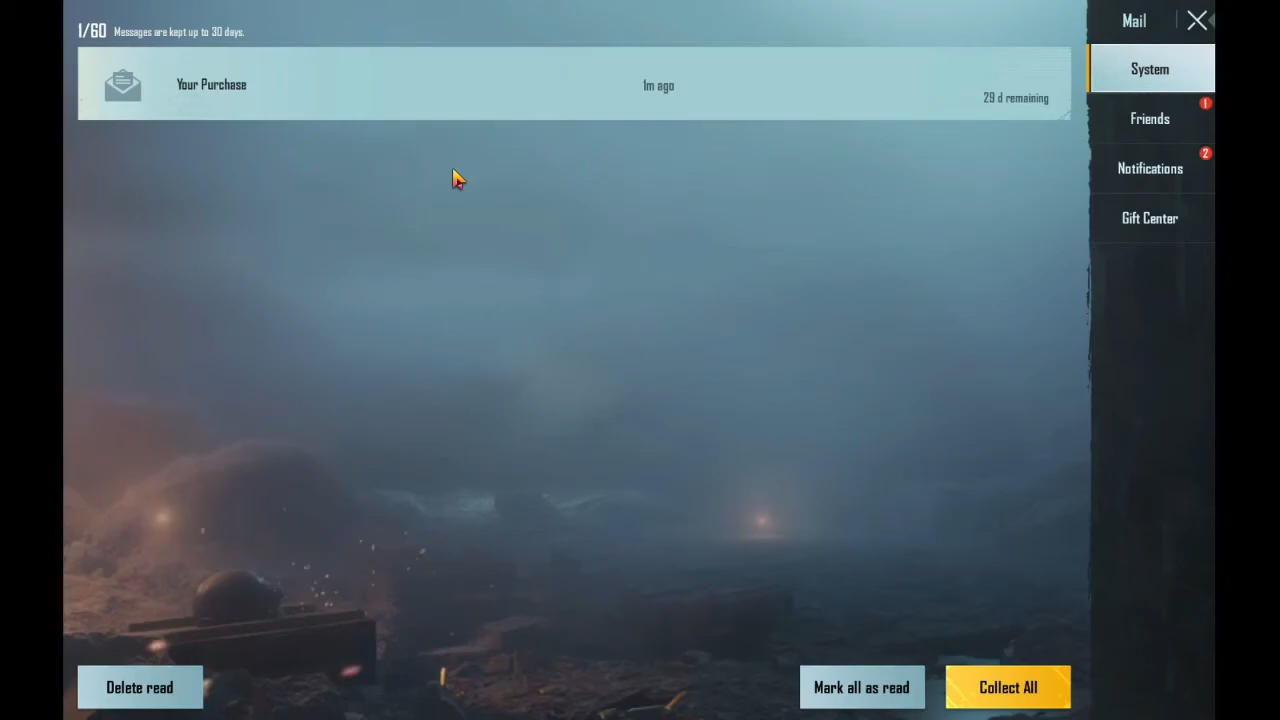 1/60 Messages are kept up to 30 days.
Mail
Your Purchase
1m ago
29 d remaining
System
Friends
1
Notifications
2
Gift Center
Delete read
Mark all as read
Collect All